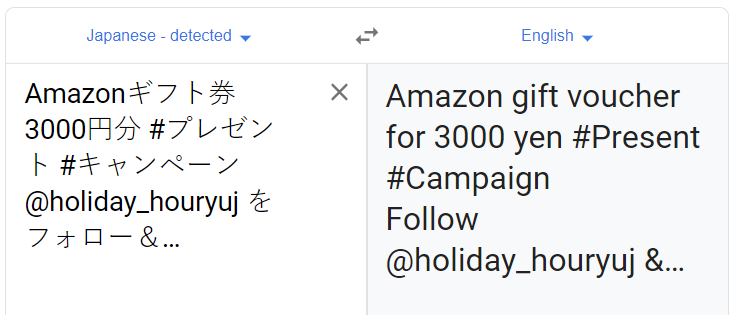 Japanese - detected
English
Amazonギフト券
3000円分 #プレゼン
ト #キャンペーン
@holiday_houryuj を
フォロー＆...
Amazon gift voucher
for 3000 yen #Present
#Campaign
Follow
@holiday_houryuj &...